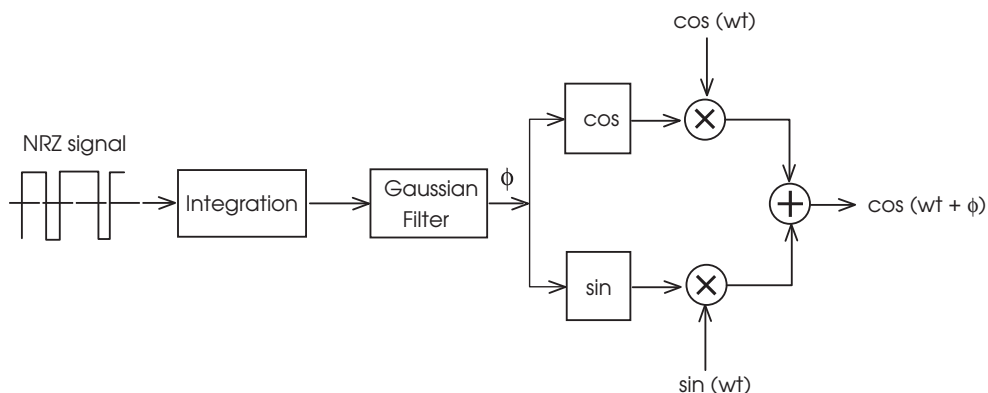 cos (wt)
cos
NRZ signal
Integration
Gaussian
Filter
ϕ
cos (wt + ϕ)
sin
sin (wt)